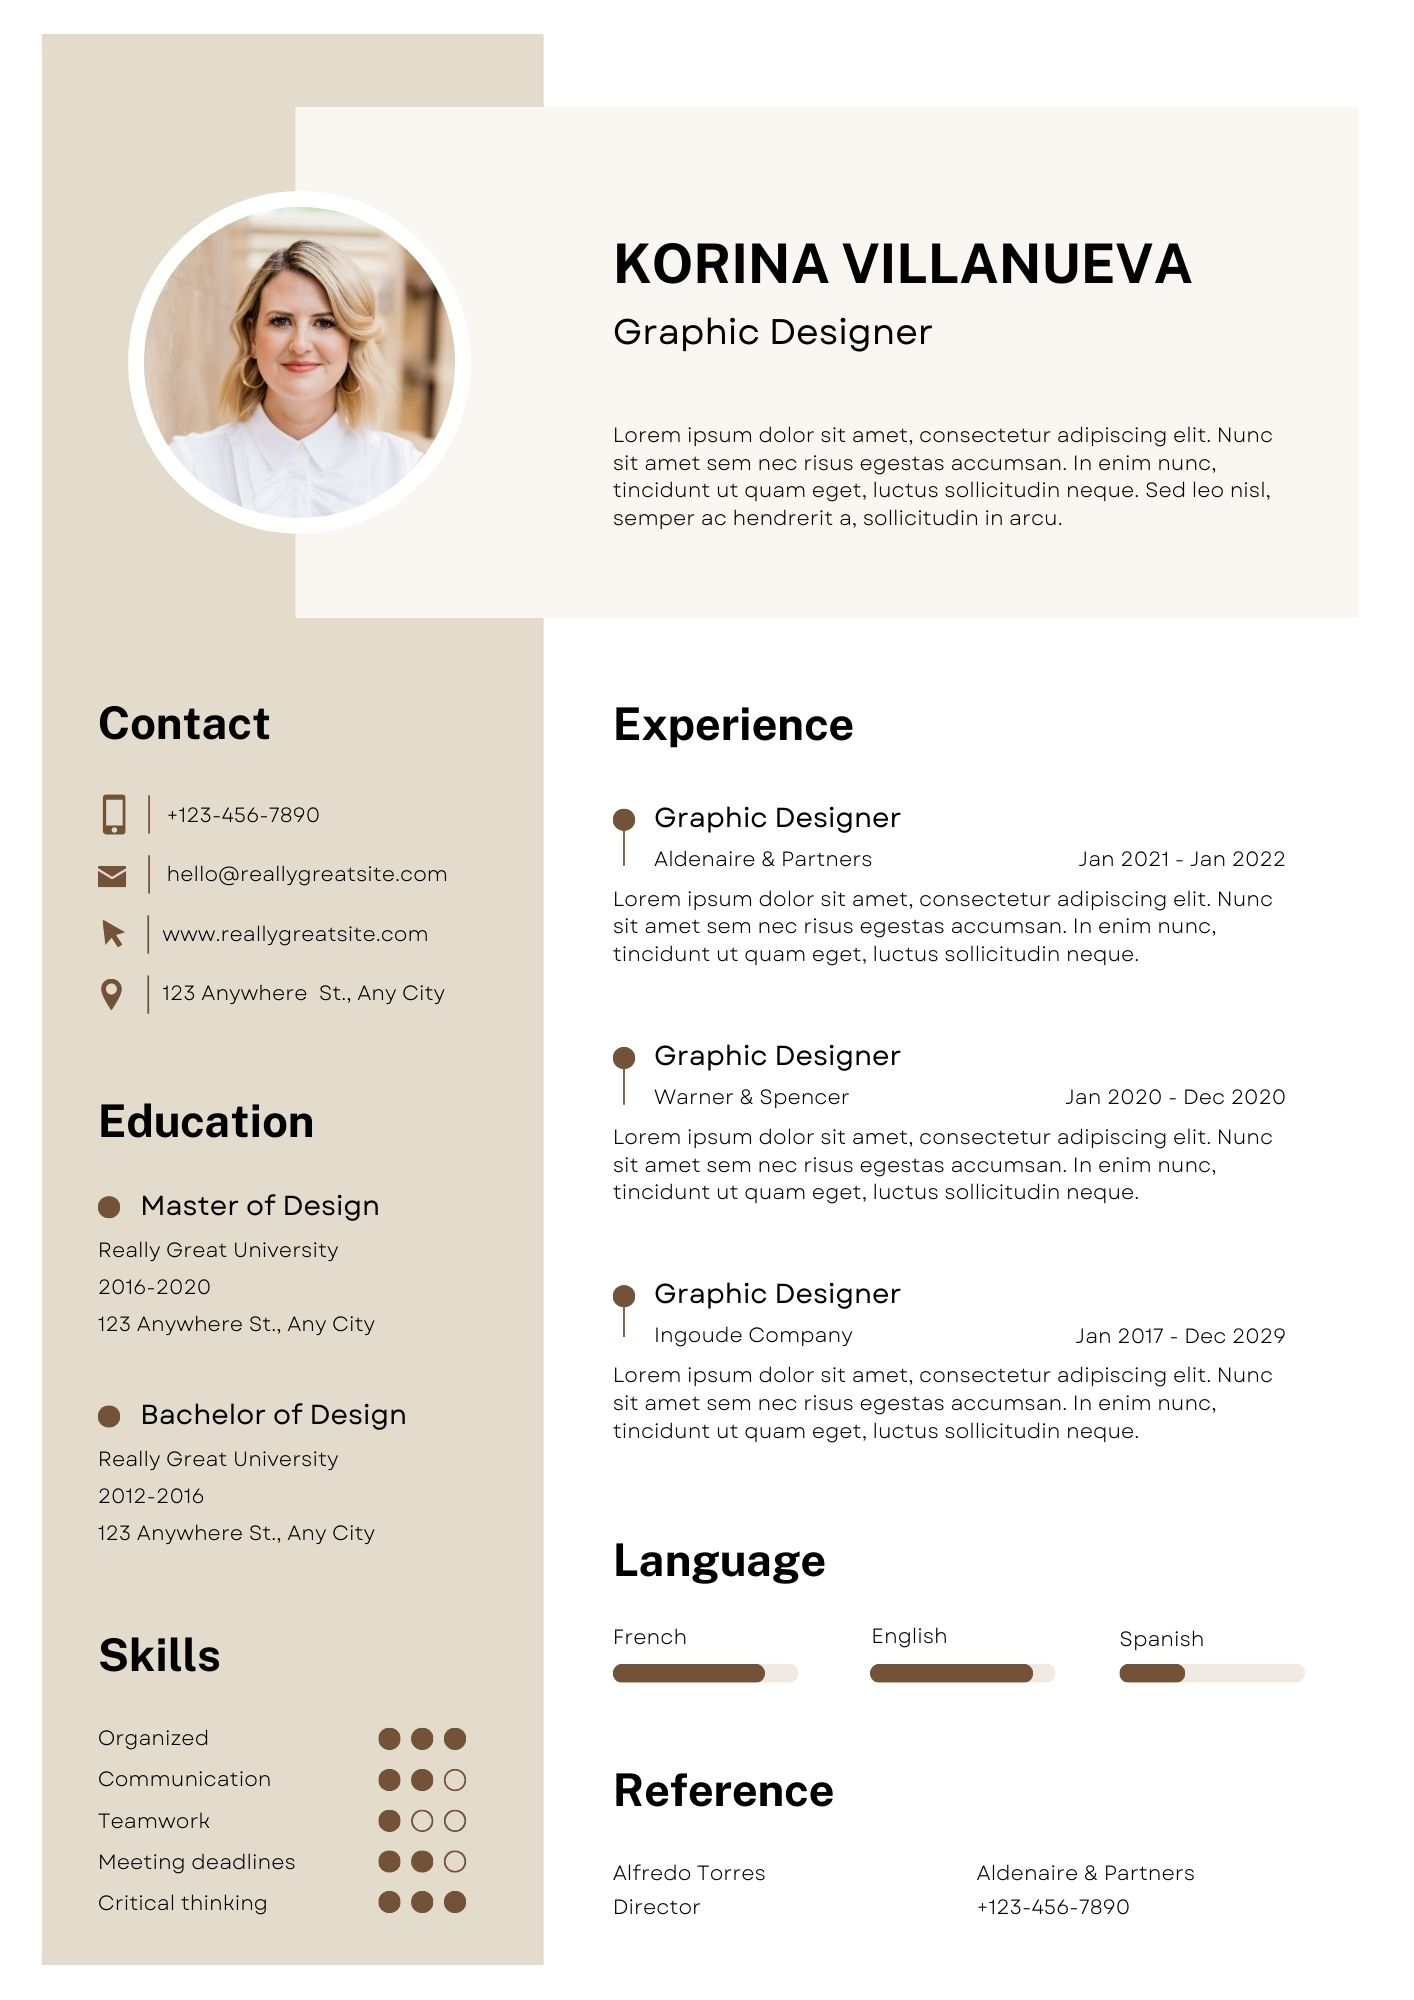 KORINA VILLANUEVA
Graphic Designer
Lorem ipsum dolor sit amet, consectetur adipiscing elit. Nunc
sit amet sem nec risus egestas accumsan. In enim nunc,
tincidunt ut quam eget, luctus sollicitudin neque. Sed leo nisl,
semper ac hendrerit a, sollicitudin in arcu.
Contact
+123-456-7890
hello@reallygreatsite.com
www.reallygreatsite.com
123 Anywhere St., Any City
Education
Master of Design
Really Great University
2016-2020
123 Anywhere St., Any City
Bachelor of Design
Really Great University
2012-2016
123 Anywhere St., Any City
Skills
Organized
Communication
Teamwork
Meeting deadlines
Critical thinking
Experience
Graphic Designer
Aldenaire & Partners Jan 2021 - Jan 2022
Lorem ipsum dolor sit amet, consectetur adipiscing elit. Nunc
sit amet sem nec risus egestas accumsan. In enim nunc,
tincidunt ut quam eget, luctus sollicitudin neque.
Graphic Designer
Warner & Spencer Jan 2020 - Dec 2020
Lorem ipsum dolor sit amet, consectetur adipiscing elit. Nunc
sit amet sem nec risus egestas accumsan. In enim nunc,
tincidunt ut quam eget, luctus sollicitudin neque.
Graphic Designer
Ingoude Company Jan 2017 - Dec 2029
Lorem ipsum dolor sit amet, consectetur adipiscing elit. Nunc
sit amet sem nec risus egestas accumsan. In enim nunc,
tincidunt ut quam eget, luctus sollicitudin neque.
Language
French English Spanish
Reference
Alfredo Torres Aldenaire & Partners
Director +123-456-7890